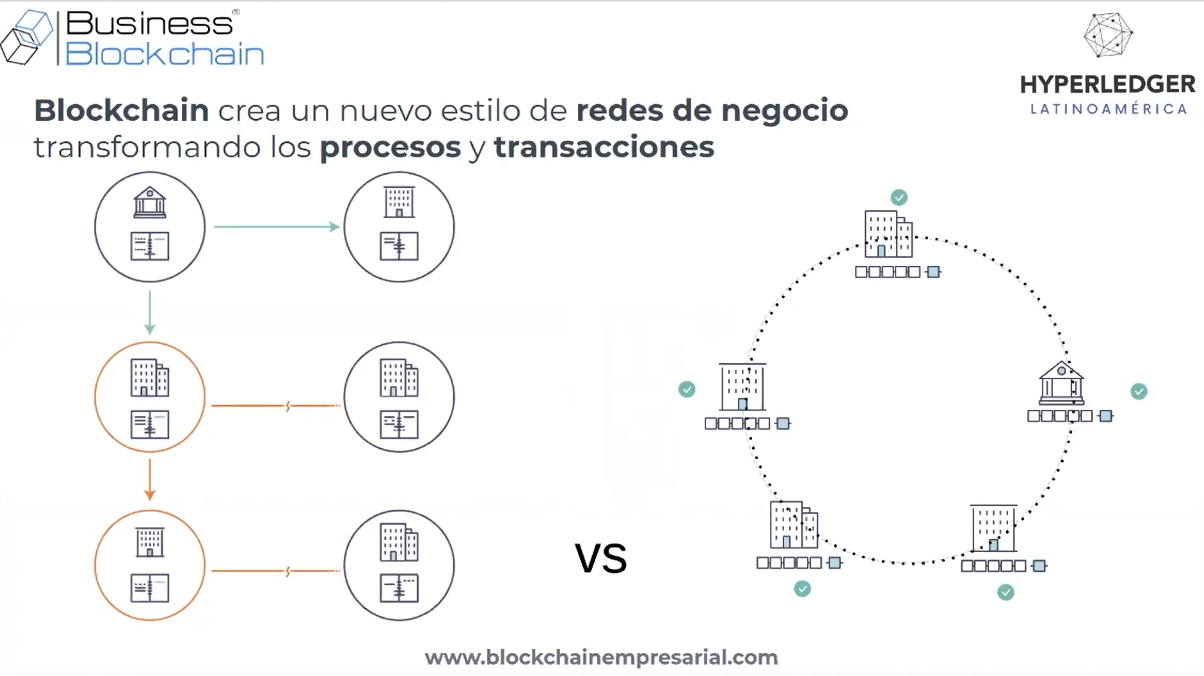 Business®
Blockchain
HYPERLEDGER
LATINOAMÉRICA
Blockchain crea un nuevo estilo de redes de negocio
transformando los procesos y transacciones
VS
www.blockchainempresarial.com